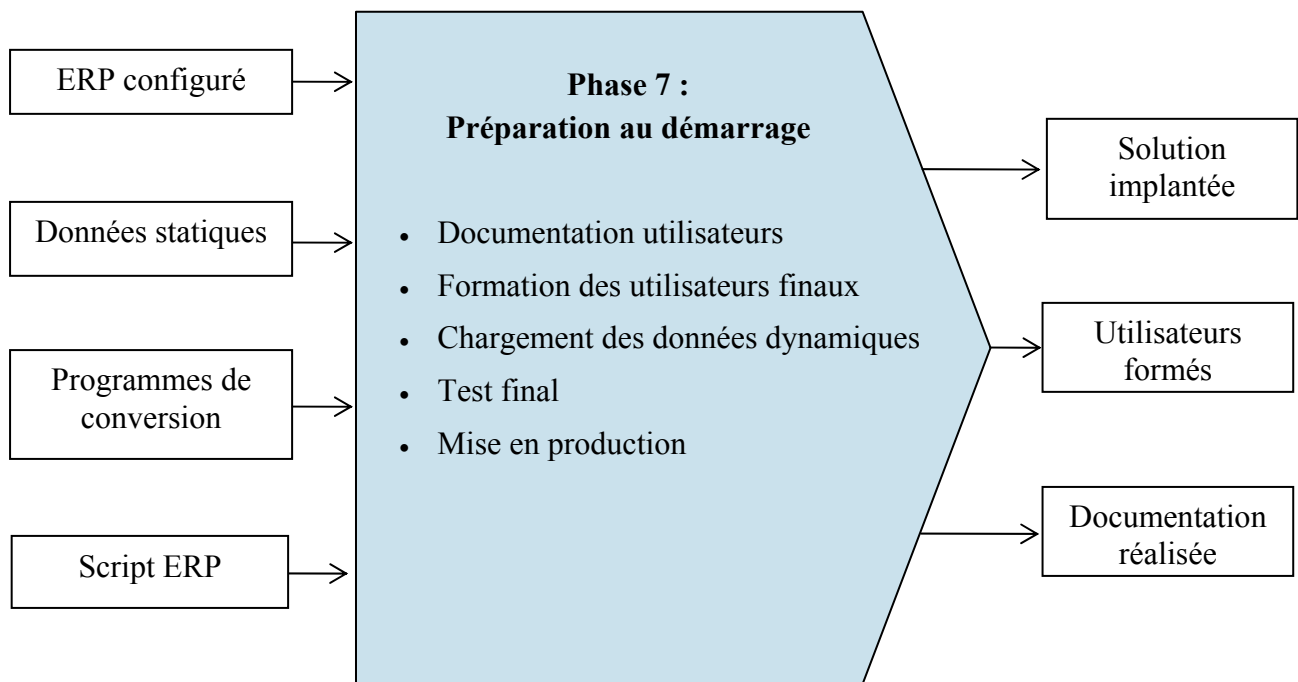 ERP configuré
Données statiques
Programmes de
conversion
Script ERP
Phase 7 :
Préparation au démarrage
• Documentation utilisateurs
• Formation des utilisateurs finaux
• Chargement des données dynamiques
• Test final
• Mise en production
Solution
implantée
Utilisateurs
formés
Documentation
réalisée